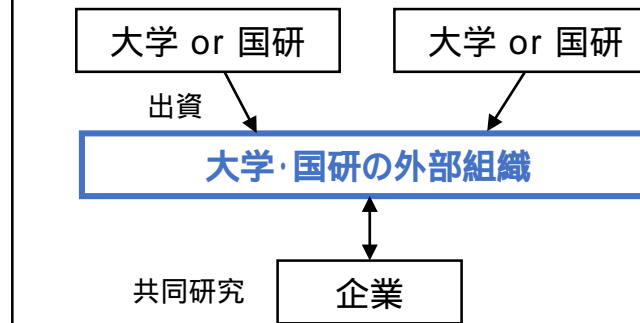 大学 or 国研
大学 or 国研
出資
大学・国研の外部組織
共同研究
企業